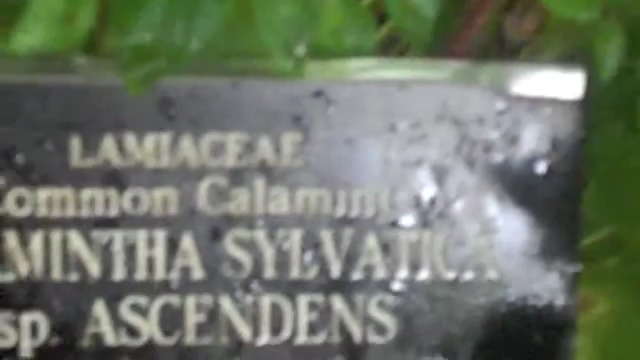 LAMIACEAE
Common Calamint
MINTHA SYLVATICA
sp. ASCENDENS